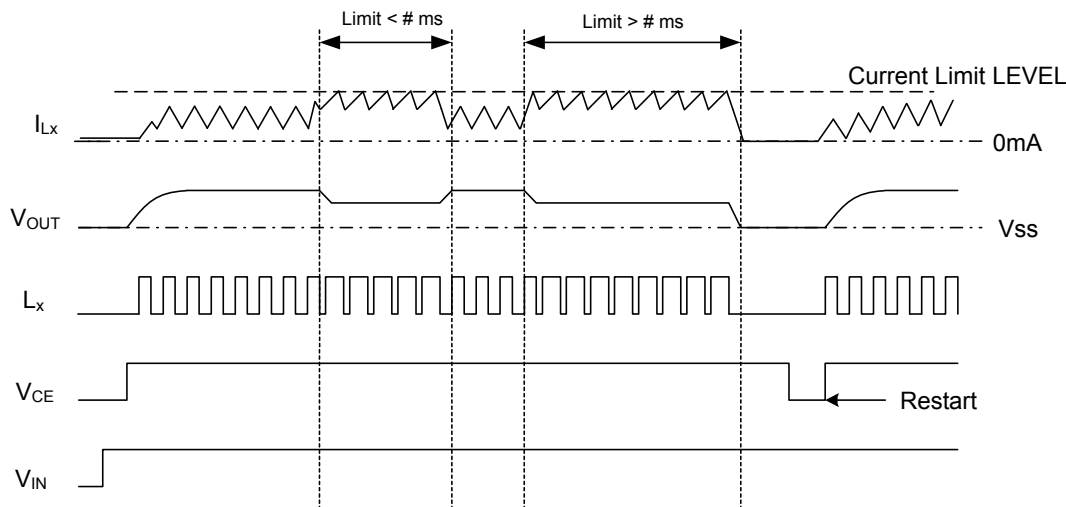 Limit < # ms
Limit > # ms
Current Limit LEVEL
ILx
0mA
VOUT
Vss
Lx
VCE
Restart
VIN